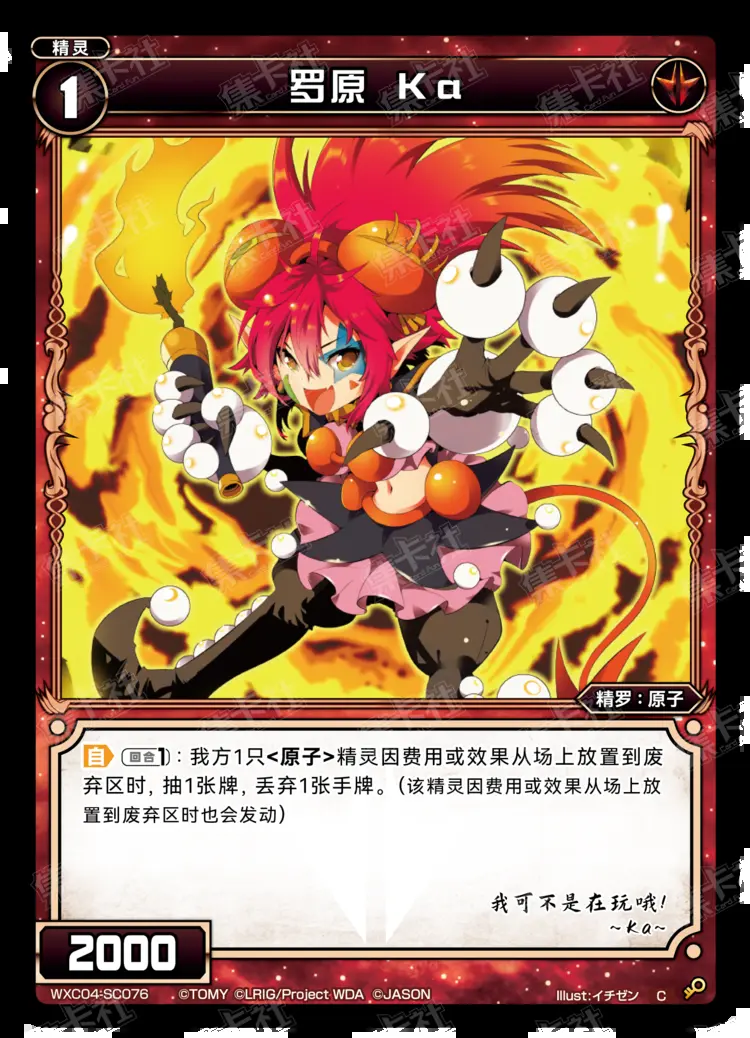 精灵
1
罗原 Ka
精罗：原子
自 回合1：我方1只<原子>精灵因费用或效果从场上放置到废
弃区时，抽1张牌，丢弃1张手牌。（该精灵因费用或效果从场上放
置到废弃区时也会发动）
我可不是在玩哦！
~Ka~
2000
WXC04-SC076 ©TOMY ©LRIG/Project WDA ©JASON
Illust:イチゼン C
集卡社